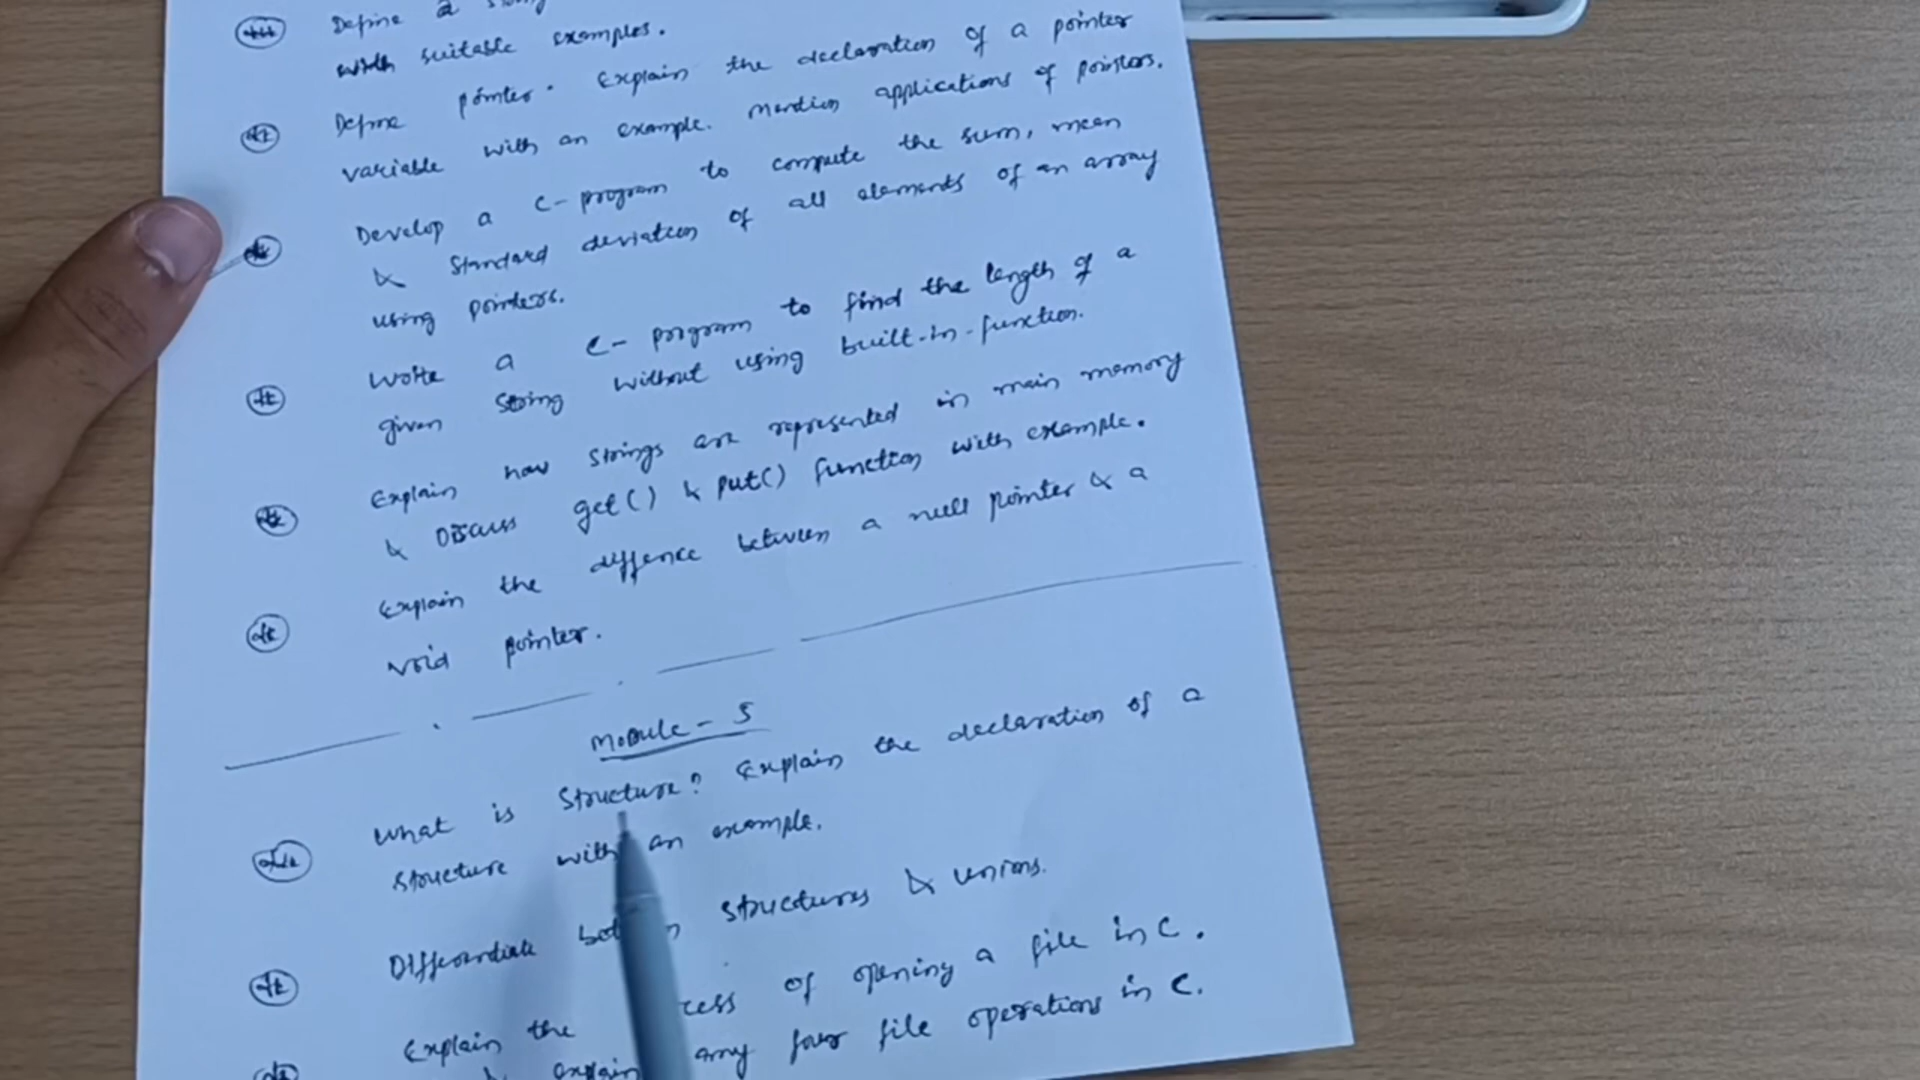 Define a
with suitable examples.
Define pointer. Explain the declaration of a pointer
variable with an example. Mention applications of pointers.
Develop a C-program to compute the sum, mean
& Standard deviation of all elements of an array
using pointers.
Write a C-program to find the length of a
given string without using built-in-function.
Explain how strings are represented in main memory
& Discuss get() & put() function with example.
Explain the diffence between a null pointer & a
void pointer.
Module - 5
What is Structure? Explain the declaration of a
structure with an example.
Differentiate structures & unions.
Explain the of opening a file in C.
& explain any four file operations in C.